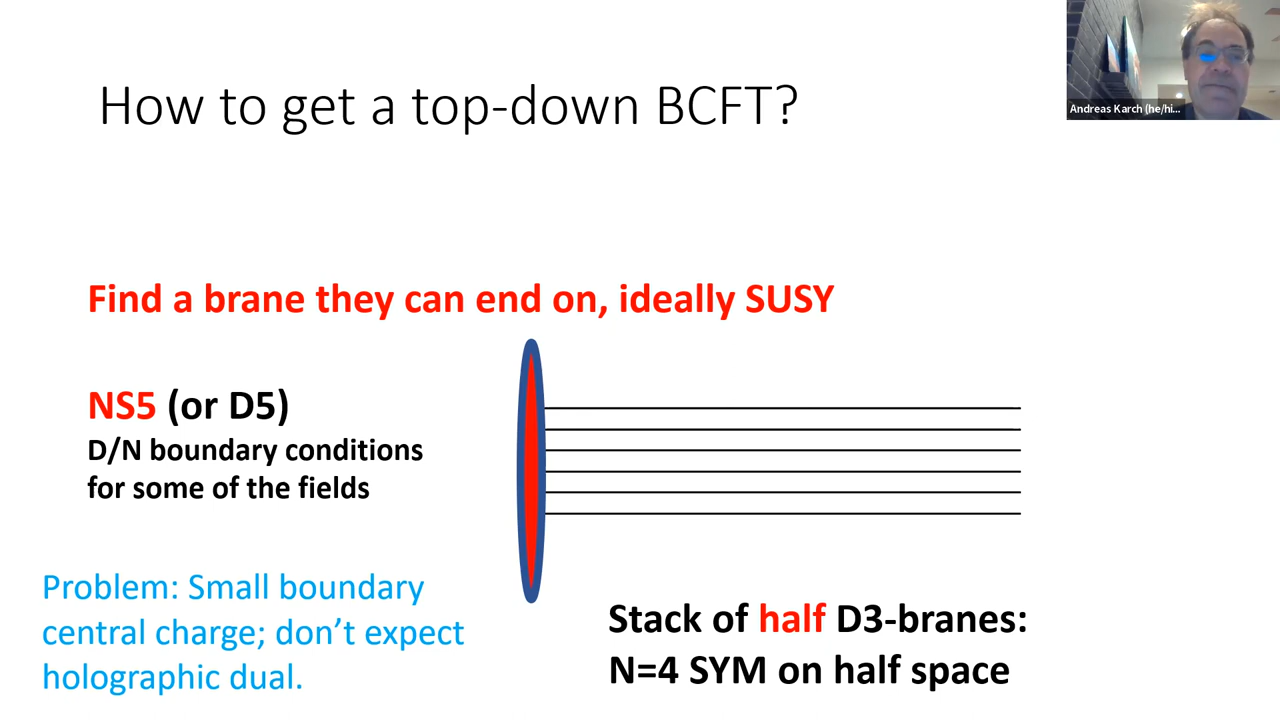 How to get a top-down BCFT?
Andreas Karch (he/hi...
Find a brane they can end on, ideally SUSY
NS5 (or D5)
D/N boundary conditions
for some of the fields
Problem: Small boundary
central charge; don’t expect
holographic dual.
Stack of half D3-branes:
N=4 SYM on half space